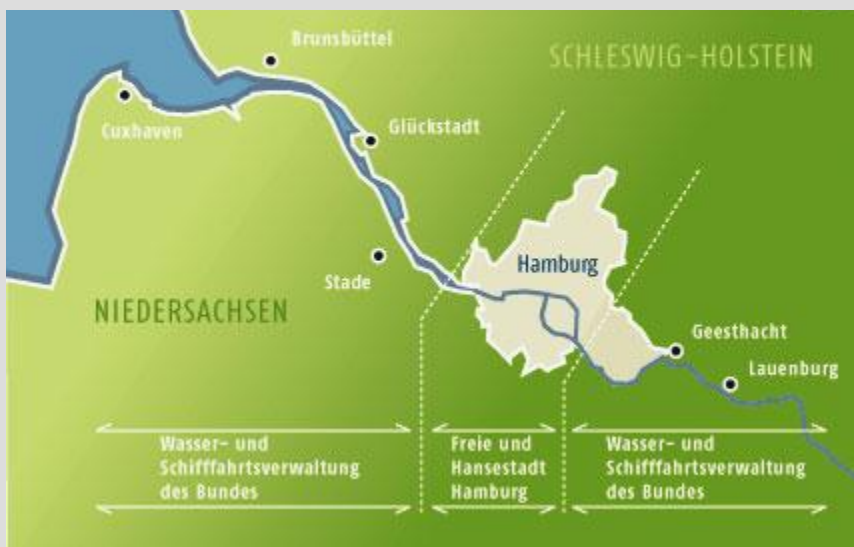 Brunsbüttel
SCHLESWIG-HOLSTEIN
Cuxhaven
Glückstadt
Hamburg
Stade
NIEDERSACHSEN
Geesthacht
Lauenburg
Wasser- und
Schifffahrtsverwaltung
des Bundes
Freie und
Hansestadt
Hamburg
Wasser- und
Schifffahrtsverwaltung
des Bundes